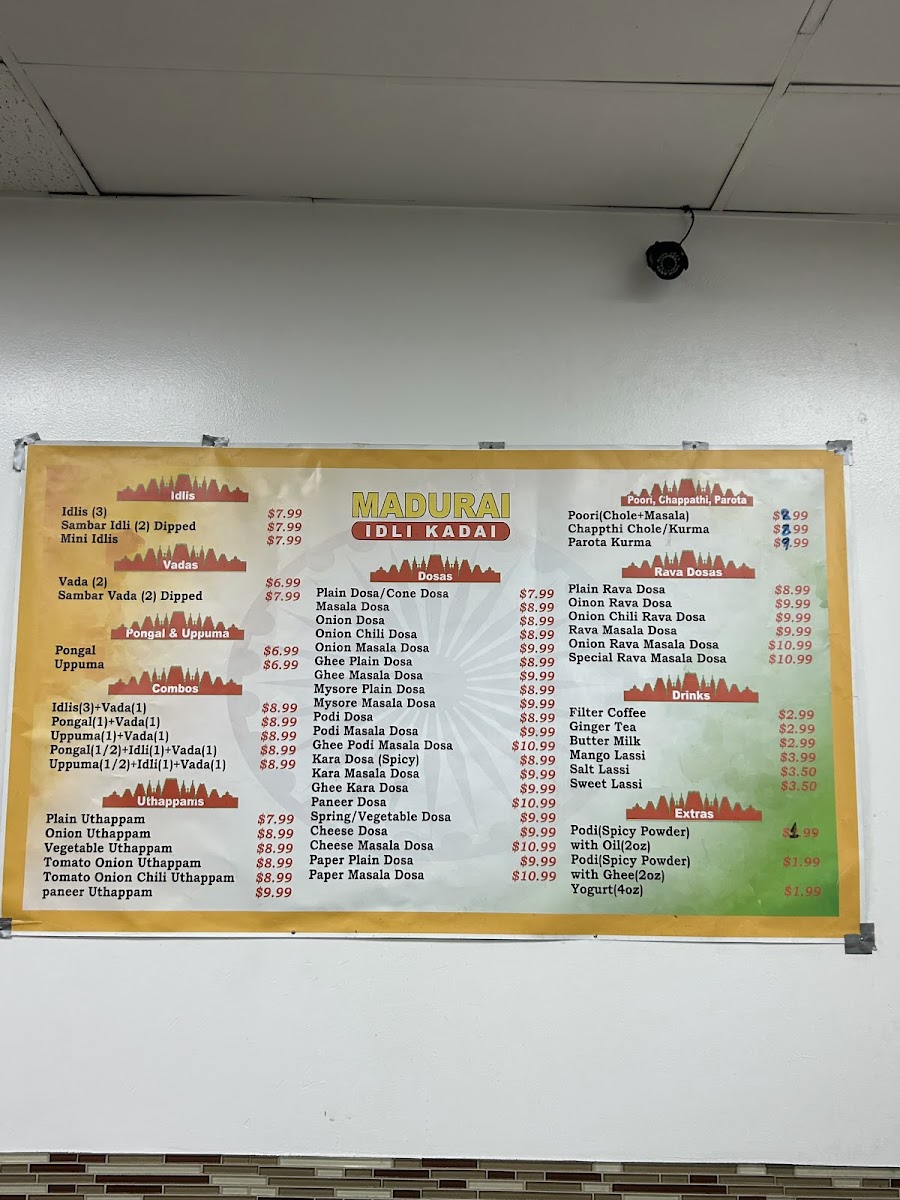 Idlis
Idlis (3) $7.99
Sambar Idli (2) Dipped $7.99
Mini Idlis $7.99
Vadas
Vada (2) $6.99
Sambar Vada (2) Dipped $7.99
Pongal & Uppuma
Pongal $6.99
Uppuma $6.99
Combos
Idlis(3)+Vada(1) $8.99
Pongal(1)+Vada(1) $8.99
Uppuma(1)+Vada(1) $8.99
Pongal(1/2)+Idli(1)+Vada(1) $8.99
Uppuma(1/2)+Idli(1)+Vada(1) $8.99
Uthappams
Plain Uthappam $7.99
Onion Uthappam $8.99
Vegetable Uthappam $8.99
Tomato Onion Uthappam $8.99
Tomato Onion Chili Uthappam $8.99
paneer Uthappam $9.99
MADURAI
IDLI KADAI
Dosas
Plain Dosa/Cone Dosa $7.99
Masala Dosa $8.99
Onion Dosa $8.99
Onion Chili Dosa $8.99
Onion Masala Dosa $9.99
Ghee Plain Dosa $8.99
Ghee Masala Dosa $9.99
Mysore Plain Dosa $8.99
Mysore Masala Dosa $9.99
Podi Dosa $8.99
Podi Masala Dosa $9.99
Ghee Podi Masala Dosa $10.99
Kara Dosa (Spicy) $8.99
Kara Masala Dosa $9.99
Ghee Kara Dosa $9.99
Paneer Dosa $10.99
Spring/Vegetable Dosa $9.99
Cheese Dosa $9.99
Cheese Masala Dosa $10.99
Paper Plain Dosa $9.99
Paper Masala Dosa $10.99
Poori, Chappathi, Parota
Poori(Chole+Masala) $8.99
Chappthi Chole/Kurma $8.99
Parota Kurma $9.99
Rava Dosas
Plain Rava Dosa $8.99
Oinon Rava Dosa $9.99
Onion Chili Rava Dosa $9.99
Rava Masala Dosa $9.99
Onion Rava Masala Dosa $10.99
Special Rava Masala Dosa $10.99
Drinks
Filter Coffee $2.99
Ginger Tea $2.99
Butter Milk $2.99
Mango Lassi $3.99
Salt Lassi $3.50
Sweet Lassi $3.50
Extras
Podi(Spicy Powder) $1.99
with Oil(2oz)
Podi(Spicy Powder) $1.99
with Ghee(2oz)
Yogurt(4oz) $1.99